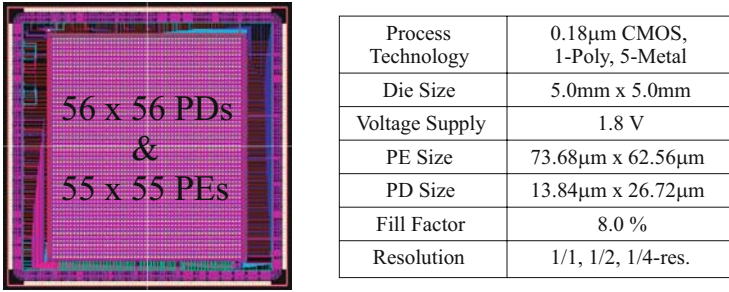 56 x 56 PDs
&
55 x 55 PEs
Process
Technology
0.18μm CMOS,
1-Poly, 5-Metal
Die Size
5.0mm x 5.0mm
Voltage Supply
1.8 V
PE Size
73.68μm x 62.56μm
PD Size
13.84μm x 26.72μm
Fill Factor
8.0 %
Resolution
1/1, 1/2, 1/4-res.